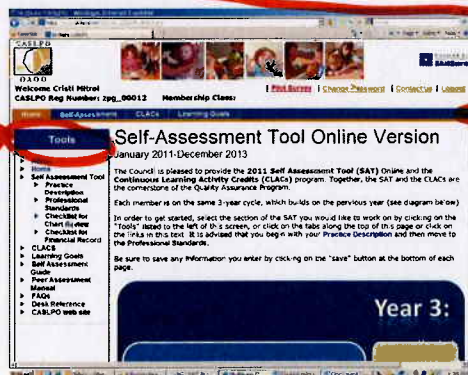 CASLPO
OAOO
Welcome Cristi Mitrol
CASLPO Reg Number: zpg_00012 Membership Class:
| Pilot Survey | Change Password | Contact us | Logout
Home Self-Assessment CLACs Learning Goals
Tools
Home
Self Assessment Tool
Practice
Description
Professional
Standards
Checklist for
Chart Review
Checklist for
Financial Record
CLACS
Learning Goals
Self Assessment
Guide
Peer Assessment
Manual
FAQs
Desk Reference
CASLPO web site
Self-Assessment Tool Online Version
January 2011-December 2013
The Council is pleased to provide the 2011 Self Assessment Tool (SAT) Online and the
Continuous Learning Activity Credits (CLACs) program. Together, the SAT and the CLACs are
the cornerstone of the Quality Assurance Program.
Each member is on the same 3-year cycle, which builds on the pervious year (see diagram below)
In order to get started, select the section of the SAT you would like to work on by clicking on the
"Tools" listed to the left of this screen, or click on the tabs along the top of this page or click on
the links in this text. It is advised that you begin with your Practice Description and then move to
the Professional Standards.
Be sure to save any information you enter by clicking on the "save" button at the bottom of each
page.
Year 3: